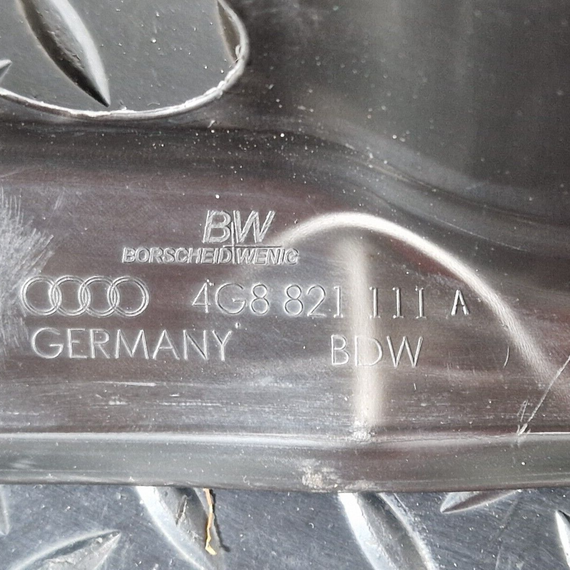 BW
BORSCHEID WENIG
4G8 821 111 A
GERMANY BDW